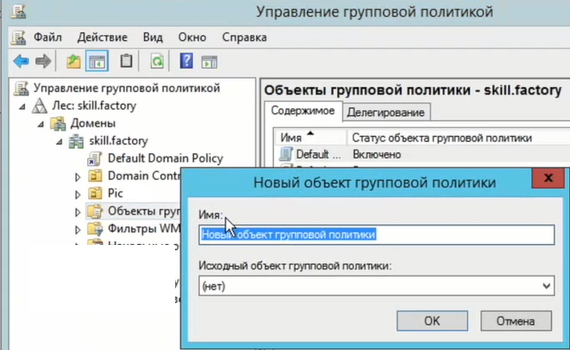 Управление групповой политикой
Файл Действие Вид Окно Справка
Управление групповой политикой
Лес: skill.factory
Домены
skill.factory
Default Domain Policy
Domain Contr
Pic
Объекты груп
Фильтры WM
Объекты групповой политики - skill.factory
Содержимое Делегирование
Имя Статус объекта групповой политики
Default ... Включено
Новый объект групповой политики
Имя:
Новый объект групповой политики
Исходный объект групповой политики:
(нет)
OK Отмена